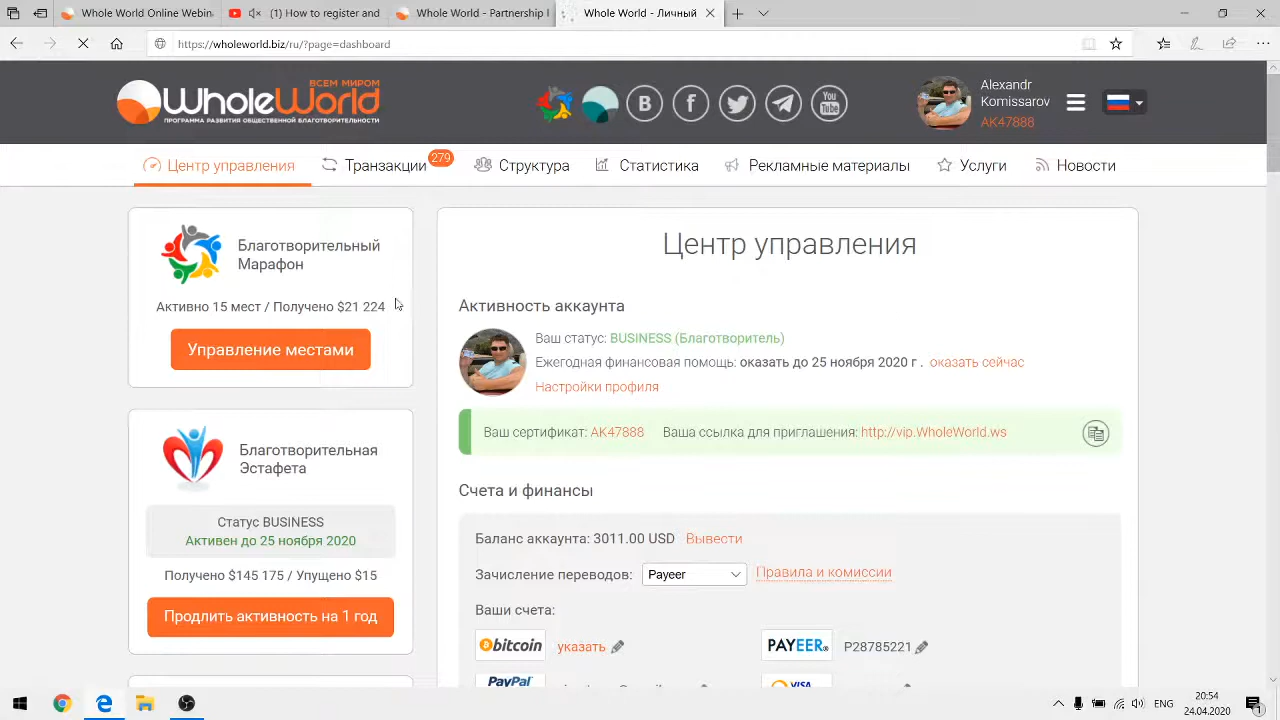 Whole World Online Wor
(1) Вопросы
Whole World - Partnership I
Whole World - Личный
https://wholeworld.biz/ru/?page=dashboard
ВСЕМ МИРОМ
WHOLEWORLD
ПРОГРАММА РАЗВИТИЯ ОБЩЕСТВЕННОЙ БЛАГОТВОРИТЕЛЬНОСТИ
B
f
You
Tube
Alexandr
Komissarov
AK47888
Центр управления
Транзакции
279
Структура
Статистика
Рекламные материалы
Услуги
Новости
Благотворительный
Марафон
Активно 15 мест / Получено $21 224
Управление местами
Благотворительная
Эстафета
Статус BUSINESS
Активен до 25 ноября 2020
Получено $145 175 / Упущено $15
Продлить активность на 1 год
Центр управления
Активность аккаунта
Ваш статус: BUSINESS (Благотворитель)
Ежегодная финансовая помощь: оказать до 25 ноября 2020 г . оказать сейчас
Настройки профиля
Ваш сертификат: AK47888 Ваша ссылка для приглашения: http://vip.WholeWorld.ws
Счета и финансы
Баланс аккаунта: 3011.00 USD Вывести
Зачисление переводов: Payeer Правила и комиссии
Ваши счета:
bitcoin указать
PAYEER P28785221
PayPal
VISA
ENG
20:54
24.04.2020